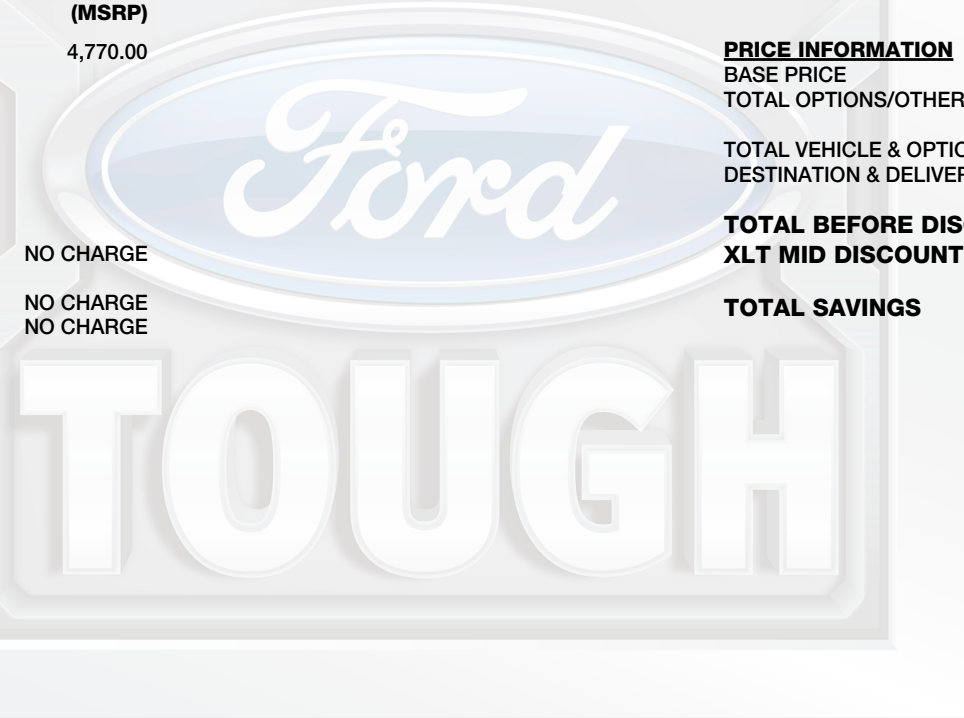 (MSRP)
4,770.00
NO CHARGE
NO CHARGE
NO CHARGE
PRICE INFORMATION
BASE PRICE
TOTAL OPTIONS/OTHER
TOTAL VEHICLE & OPTIO
DESTINATION & DELIVER
TOTAL BEFORE DIS
XLT MID DISCOUNT
TOTAL SAVINGS
Ford
TOUGH